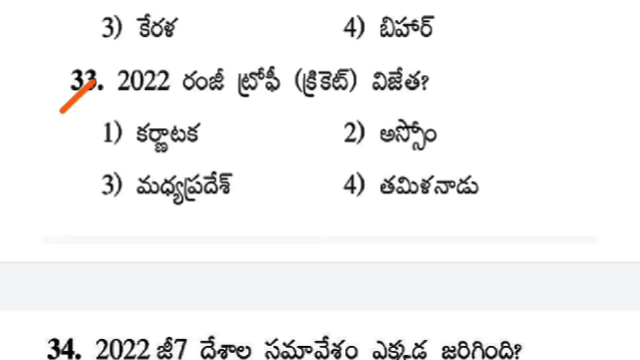 3) కేరళ 4) బిహార్
33. 2022 రంజీ ట్రోఫీ (క్రికెట్) విజేత?
1) కర్ణాటక 2) అస్సోం
3) మధ్యప్రదేశ్ 4) తమిళనాడు
34. 2022 జీ7 దేశాల సమావేశం ఎక్కడ జరిగింది?